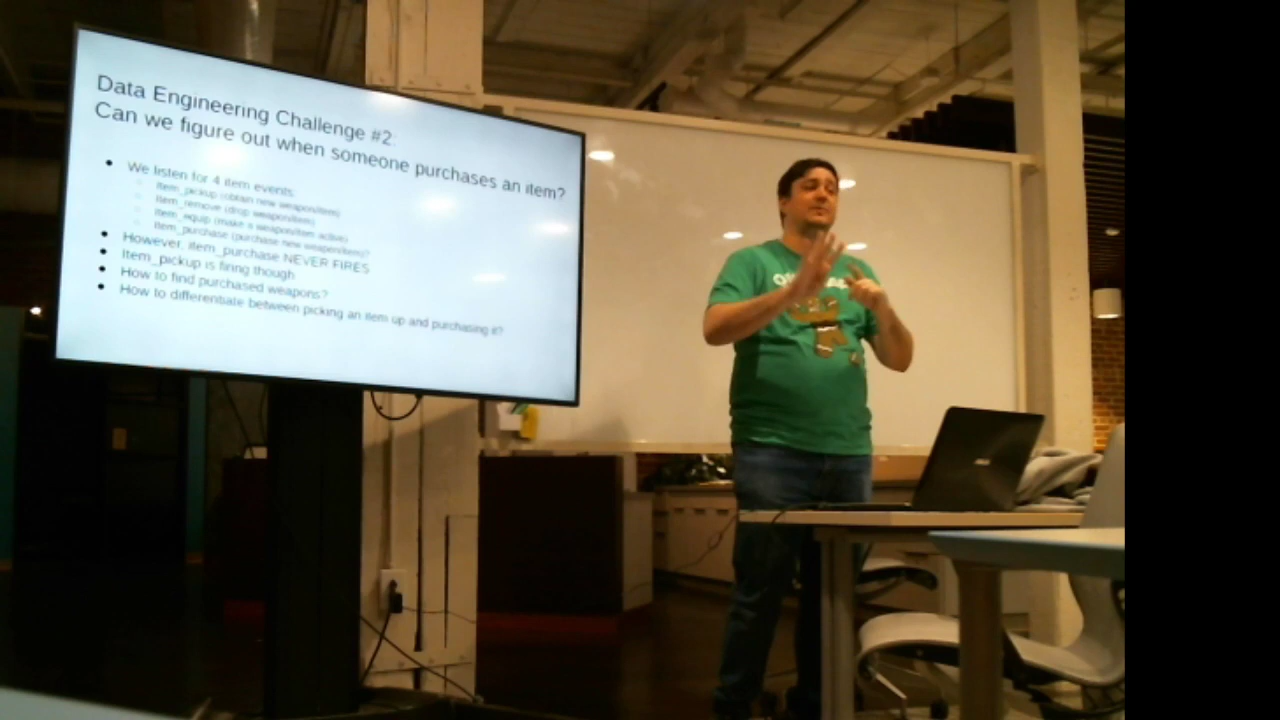 Data Engineering Challenge #2:
Can we figure out when someone purchases an item?
We listen for 4 item events:
Item_pickup (obtain new weapon/item)
Item_remove (drop weapon/item)
Item_equip (make a weapon/item active)
Item_purchase (purchase new weapon/item)?
However, item_purchase NEVER FIRES
Item_pickup is firing though
How to find purchased weapons?
How to differentiate between picking an item up and purchasing it?